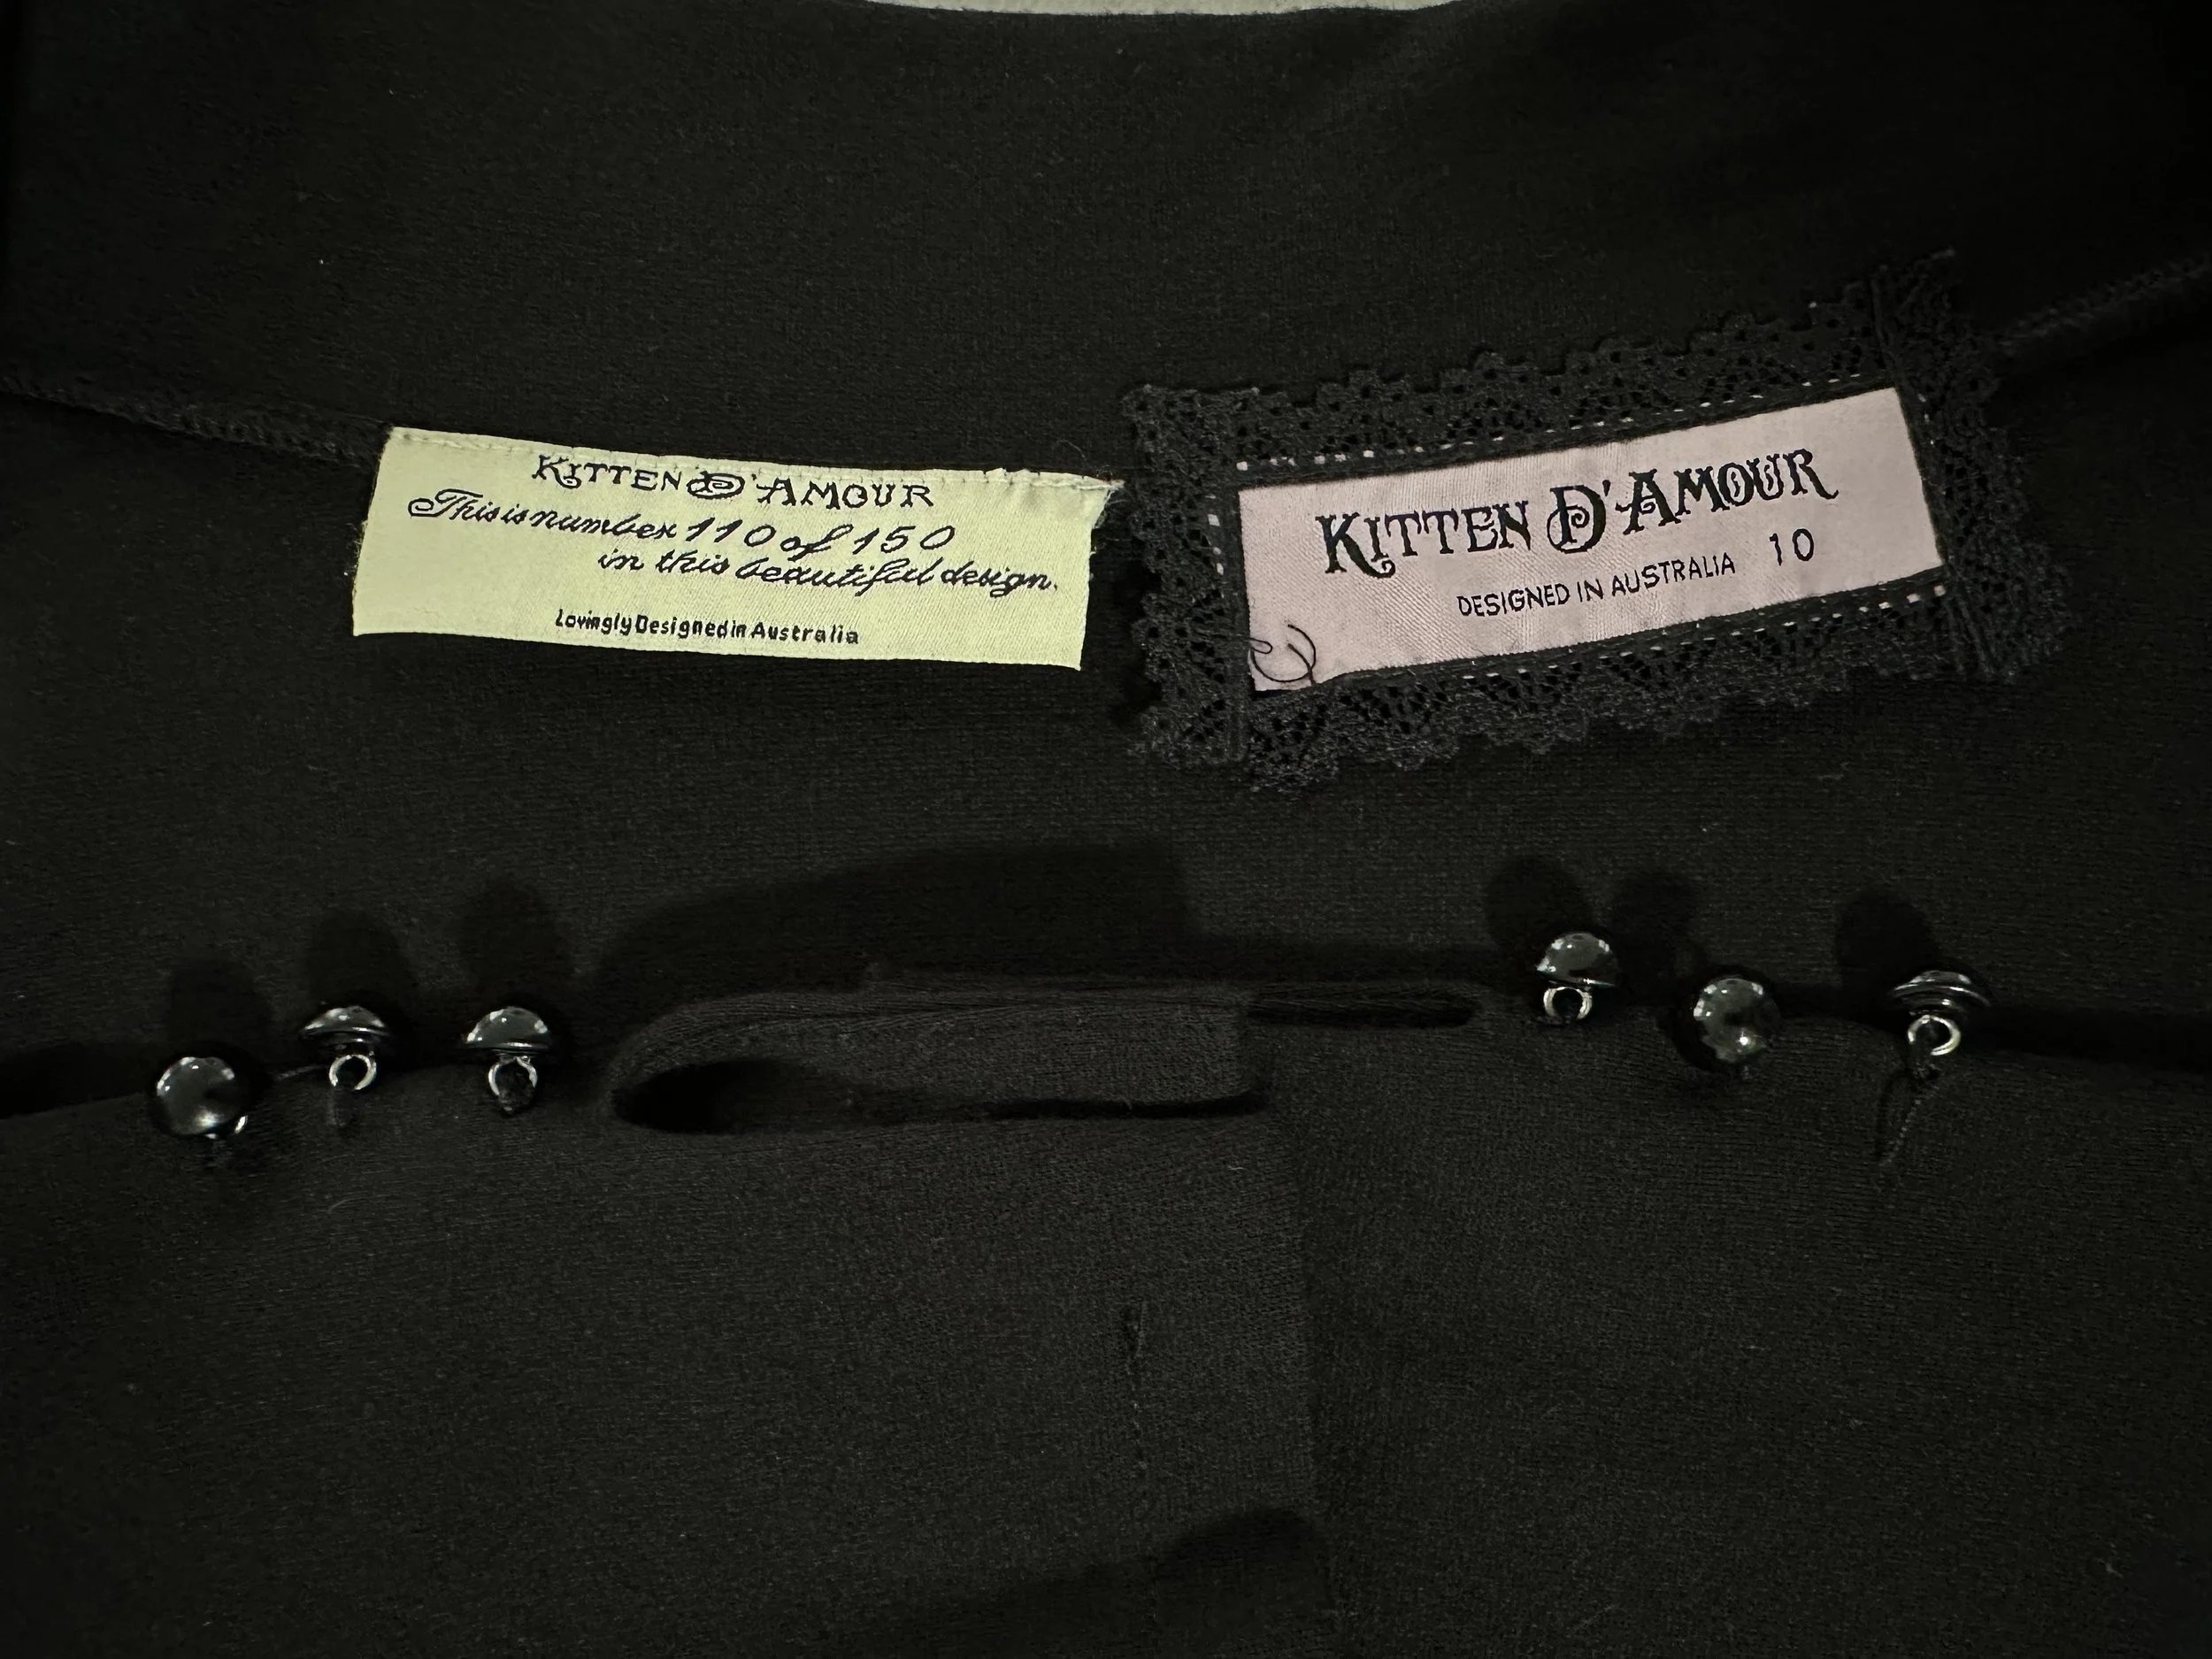 KITTEN D'AMOUR
This is number 110 of 150
in this beautiful design.
Lovingly Designed in Australia
KITTEN D'AMOUR
DESIGNED IN AUSTRALIA 10